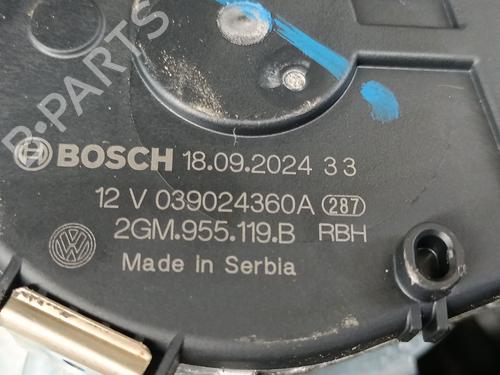 B-PARTS
BOSCH 18.09.2024 3 3
12 V 039024360A 287
2GM.955.119.B RBH
Made in Serbia